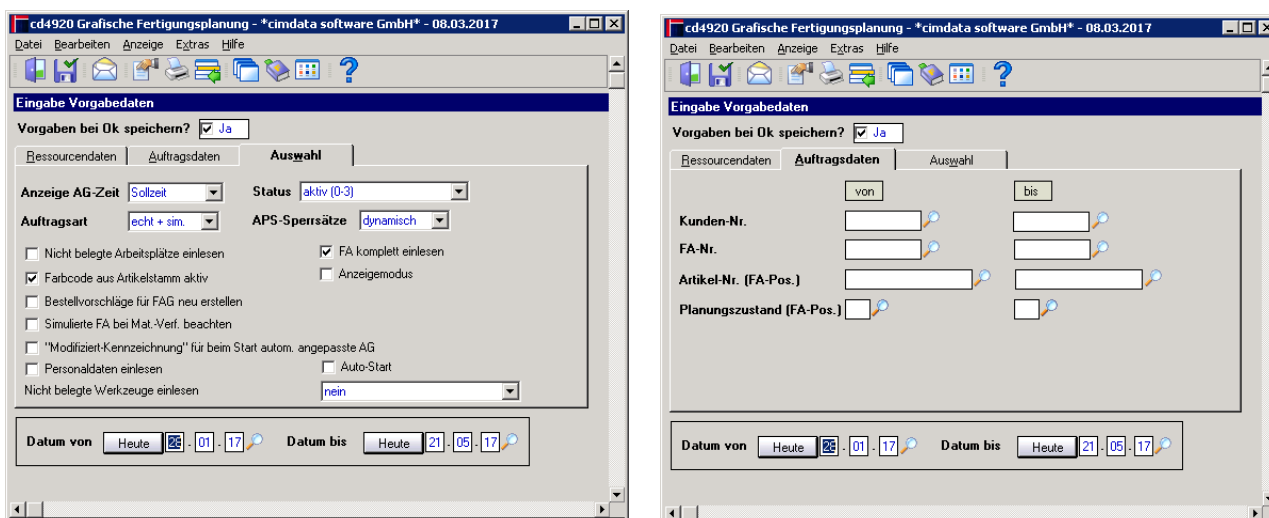 cd4920 Grafische Fertigungsplanung - *cimdata software GmbH* - 08.03.2017
Datei Bearbeiten Anzeige Extras Hilfe
Eingabe Vorgabedaten
Vorgaben bei Ok speichern? Ja
Ressourcendaten Auftragsdaten Auswahl
Anzeige AG-Zeit Sollzeit Status aktiv (0-3)
Auftragsart echt + sim. APS-Sperrsätze dynamisch
Nicht belegte Arbeitsplätze einlesen FA komplett einlesen
Farbcode aus Artikelstamm aktiv Anzeigemodus
Bestellvorschläge für FAG neu erstellen
Simulierte FA bei Mat.-Verf. beachten
"Modifiziert-Kennzeichnung" für beim Start autom. angepasste AG
Personaldaten einlesen Auto-Start
Nicht belegte Werkzeuge einlesen nein
Datum von Heute 28 . 01 . 17 Datum bis Heute 21 . 05 . 17
cd4920 Grafische Fertigungsplanung - *cimdata software GmbH* - 08.03.2017
Datei Bearbeiten Anzeige Extras Hilfe
Eingabe Vorgabedaten
Vorgaben bei Ok speichern? Ja
Ressourcendaten Auftragsdaten Auswahl
von bis
Kunden-Nr.
FA-Nr.
Artikel-Nr. (FA-Pos.)
Planungszustand (FA-Pos.)
Datum von Heute 28 . 01 . 17 Datum bis Heute 21 . 05 . 17